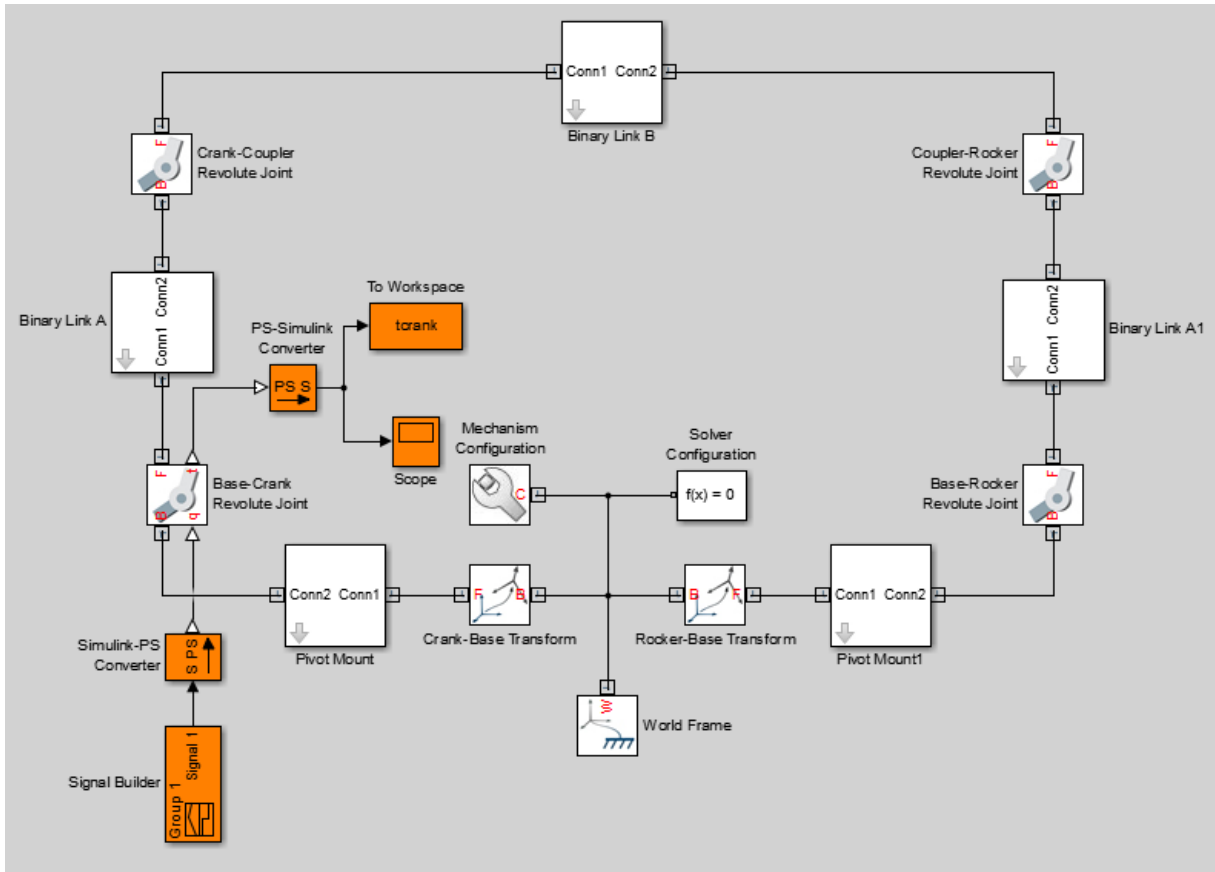 Conn1 Conn2
Binary Link B
F
B
Crank-Coupler
Revolute Joint
Coupler-Rocker
Revolute Joint
F
B
Binary Link A
Conn2
Conn1
To Workspace
tcrank
PS-Simulink
Converter
PS S
Scope
Conn2
Conn1
Binary Link A1
Mechanism
Configuration
C
Solver
Configuration
f(x) = 0
F
t
B
q
Base-Crank
Revolute Joint
Base-Rocker
Revolute Joint
F
B
Conn2 Conn1
Pivot Mount
F B
Crank-Base Transform
B F
Rocker-Base Transform
Conn1 Conn2
Pivot Mount1
Simulink-PS
Converter
S PS
W
World Frame
Signal Builder
Signal 1
Group 1